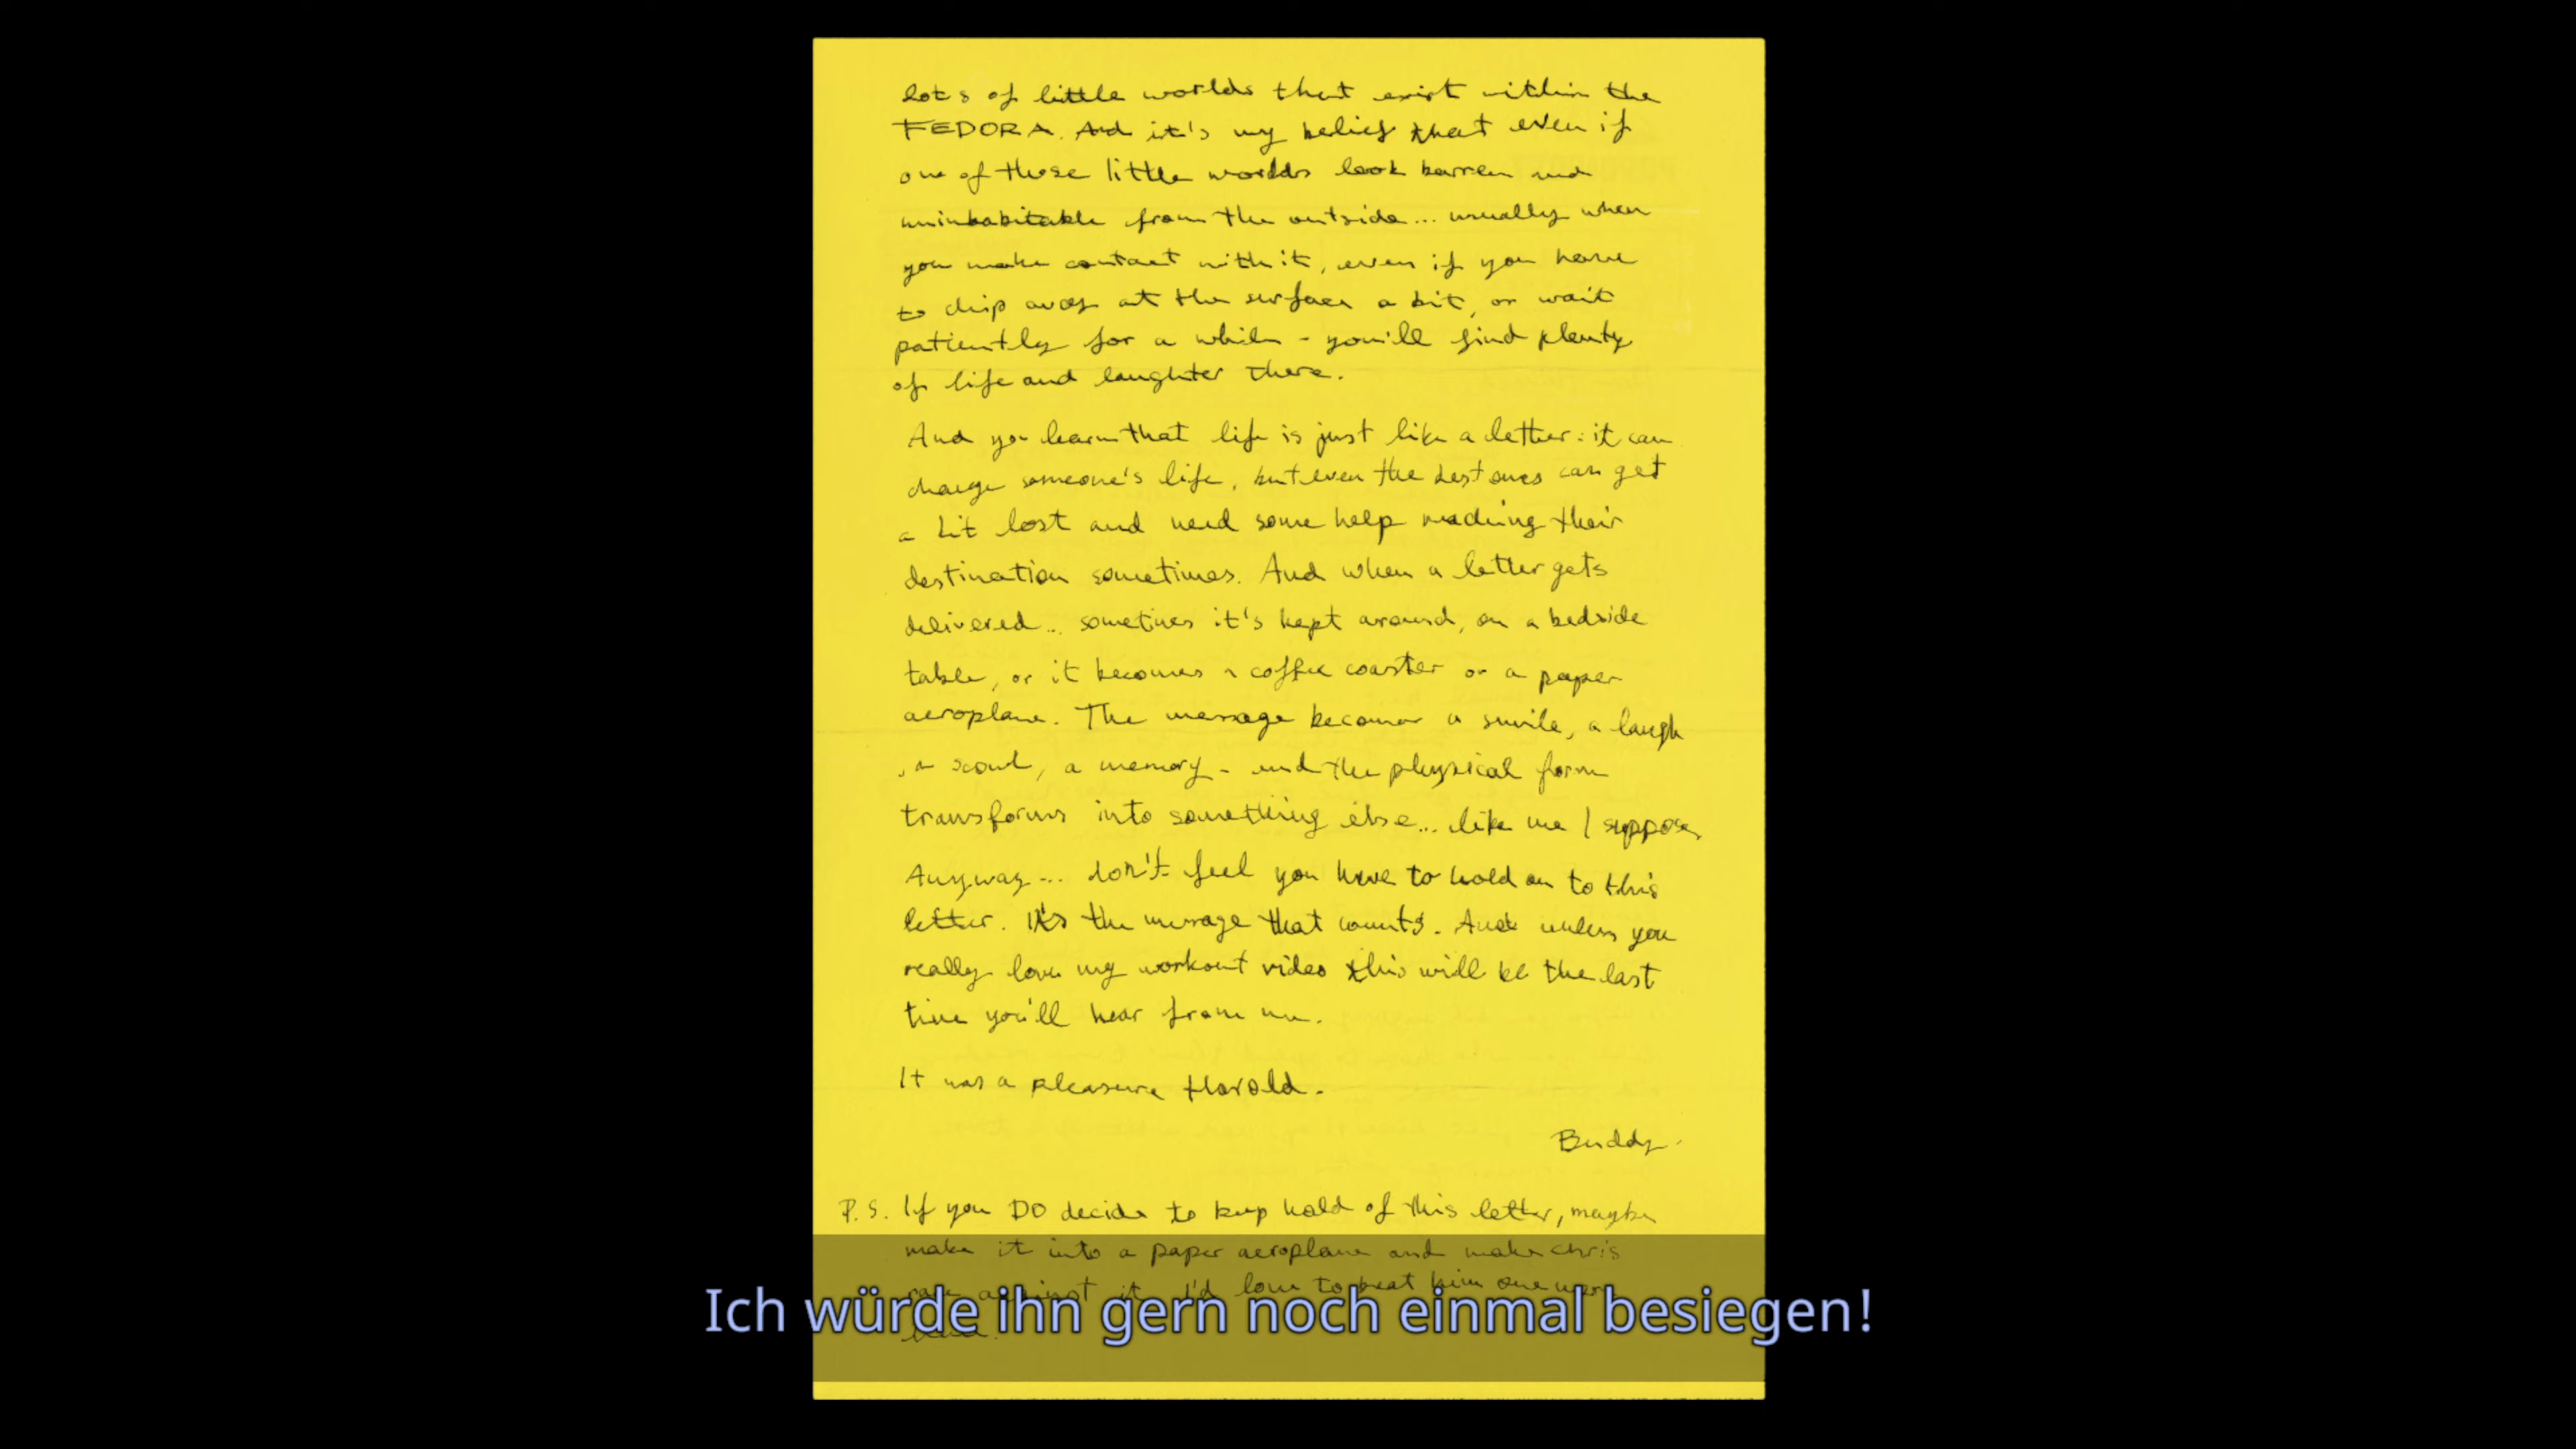 lots of little worlds that exist within the
FEDORA. And it's my belief that even if
one of these little worlds look barren and
uninhabitable from the outside... usually when
you make contact with it, even if you have
to chip away at the surface a bit, or wait
patiently for a while - you'll find plenty
of life and laughter there.
And you learn that life is just like a letter: it can
change someone's life, but even the best ones can get
a bit lost and need some help reaching their
destination sometimes. And when a letter gets
delivered... sometimes it's kept around, on a bedside
table, or it becomes a coffee coaster or a paper
aeroplane. The message becomes a smile, a laugh
, a scowl, a memory - and the physical form
transforms into something else... like me I suppose.
Anyway... don't feel you have to hold on to this
letter. It's the message that counts. And unless you
really love my workout video this will be the last
time you'll hear from me.
It was a pleasure Harold.
Buddy.
P.S. If you DO decide to keep hold of this letter, maybe
make it into a paper aeroplane and make chris
race against it. I'd love to beat him one more
Ich würde ihn gern noch einmal besiegen!